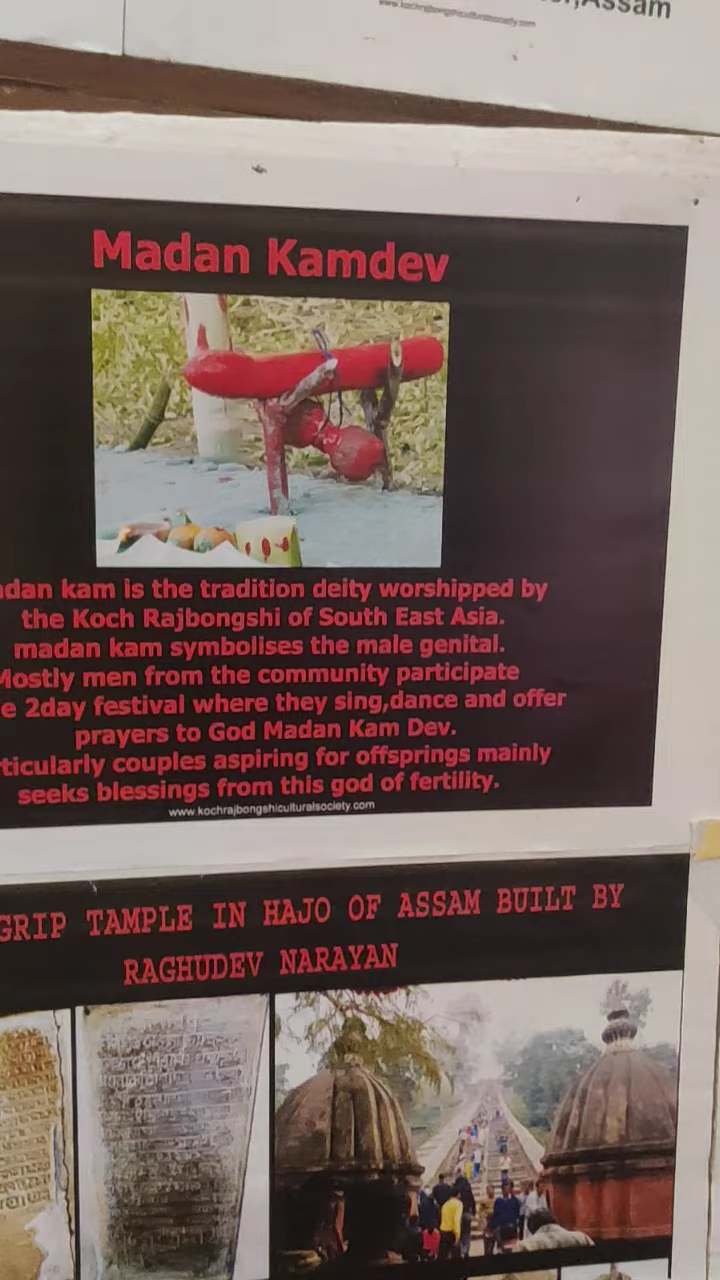 www.kochrajbongshiculturalsociety.com
Assam
Madan Kamdev
adan kam is the tradition deity worshipped by
the Koch Rajbongshi of South East Asia.
madan kam symbolises the male genital.
Mostly men from the community participate
e 2day festival where they sing,dance and offer
prayers to God Madan Kam Dev.
ticularly couples aspiring for offsprings mainly
seeks blessings from this god of fertility.
www.kochrajbongshiculturalsociety.com
GRIP TAMPLE IN HAJO OF ASSAM BUILT BY
RAGHUDEV NARAYAN